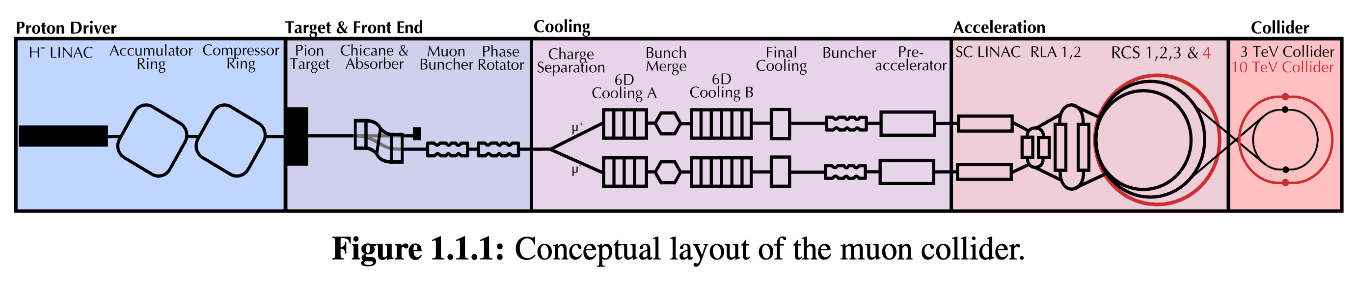 Proton Driver
H⁻ LINAC
Accumulator
Ring
Compressor
Ring
Target & Front End
Pion
Target
Chicane &
Absorber
Muon
Buncher
Phase
Rotator
Cooling
Charge
Separation
μ⁺
μ⁻
6D
Cooling A
Bunch
Merge
6D
Cooling B
Final
Cooling
Buncher
Pre-
accelerator
Acceleration
SC LINAC
RLA 1,2
RCS 1,2,3 & 4
Collider
3 TeV Collider
10 TeV Collider
Figure 1.1.1: Conceptual layout of the muon collider.